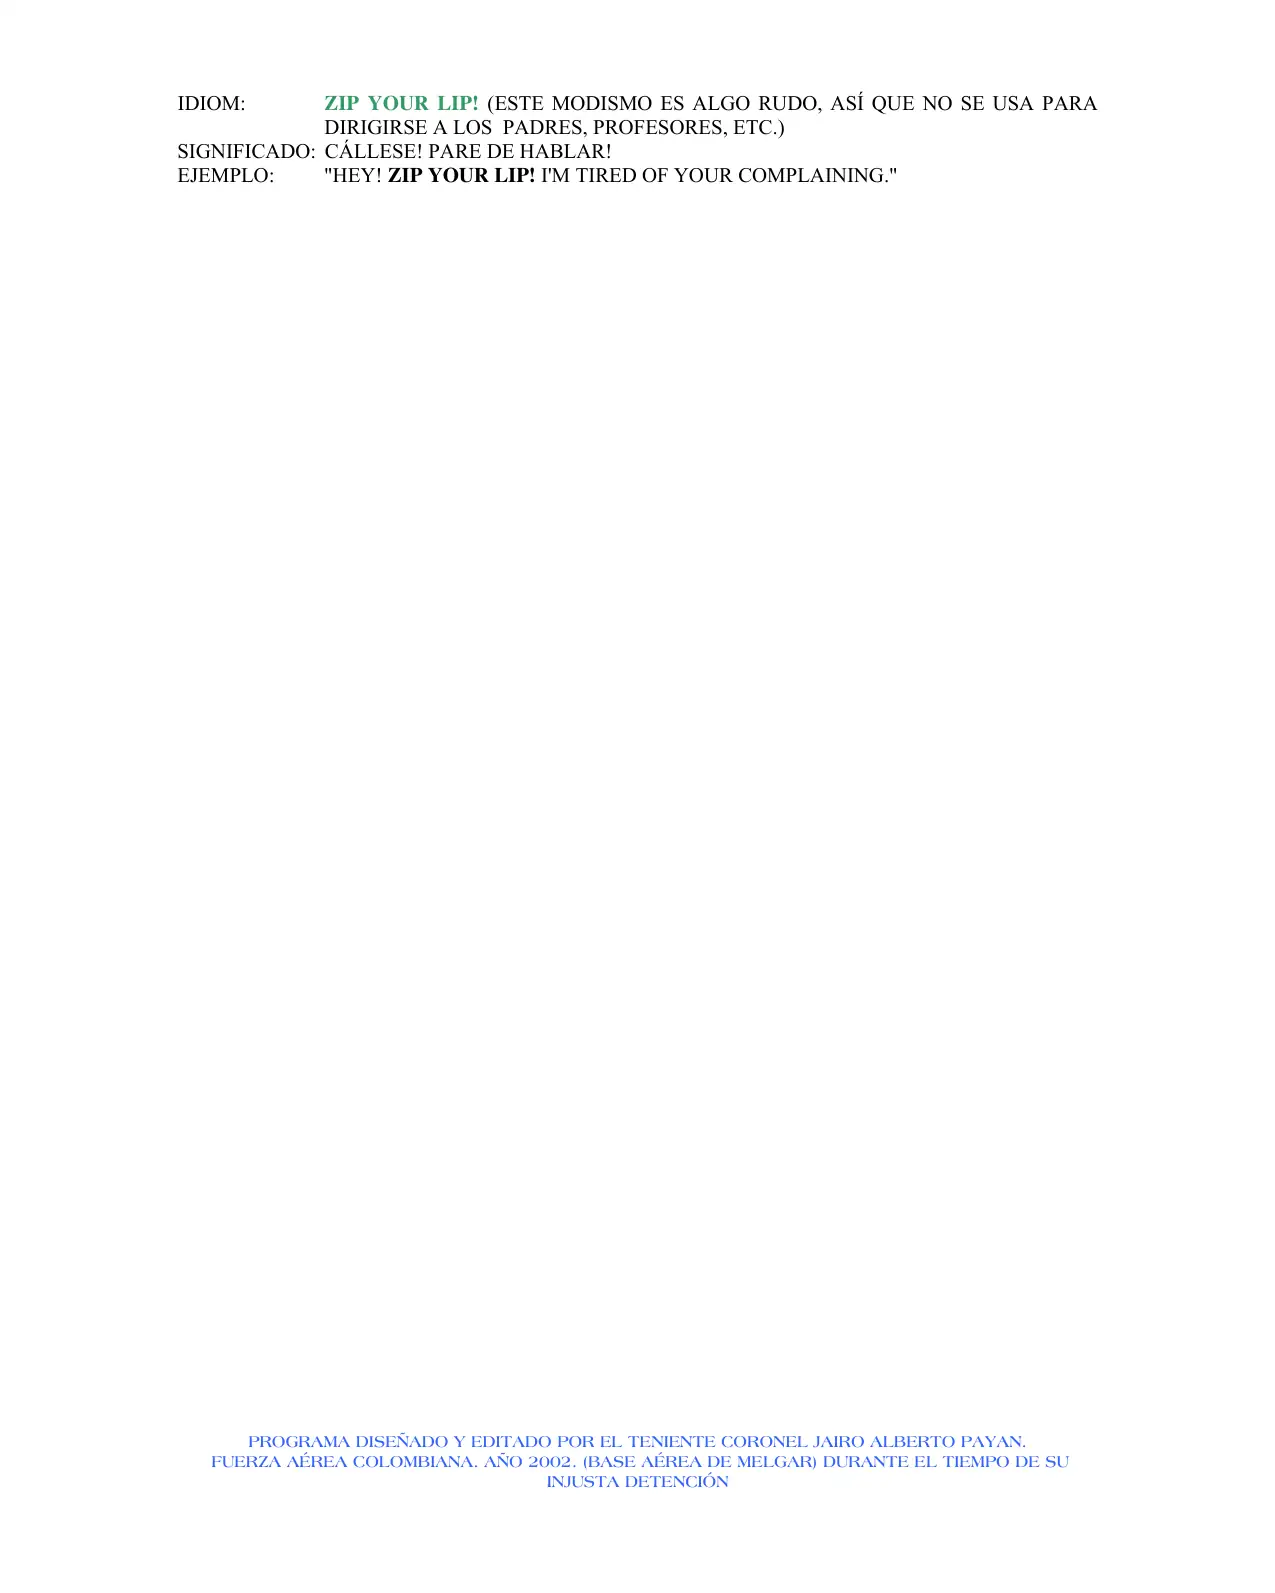 IDIOM: ZIP YOUR LIP! (ESTE MODISMO ES ALGO RUDO, ASÍ QUE NO SE USA PARA
DIRIGIRSE A LOS PADRES, PROFESORES, ETC.)
SIGNIFICADO: CÁLLESE! PARE DE HABLAR!
EJEMPLO: "HEY! ZIP YOUR LIP! I'M TIRED OF YOUR COMPLAINING."
PROGRAMA DISEÑADO Y EDITADO POR EL TENIENTE CORONEL JAIRO ALBERTO PAYAN.
FUERZA AÉREA COLOMBIANA. AÑO 2002. (BASE AÉREA DE MELGAR) DURANTE EL TIEMPO DE SU
INJUSTA DETENCIÓN